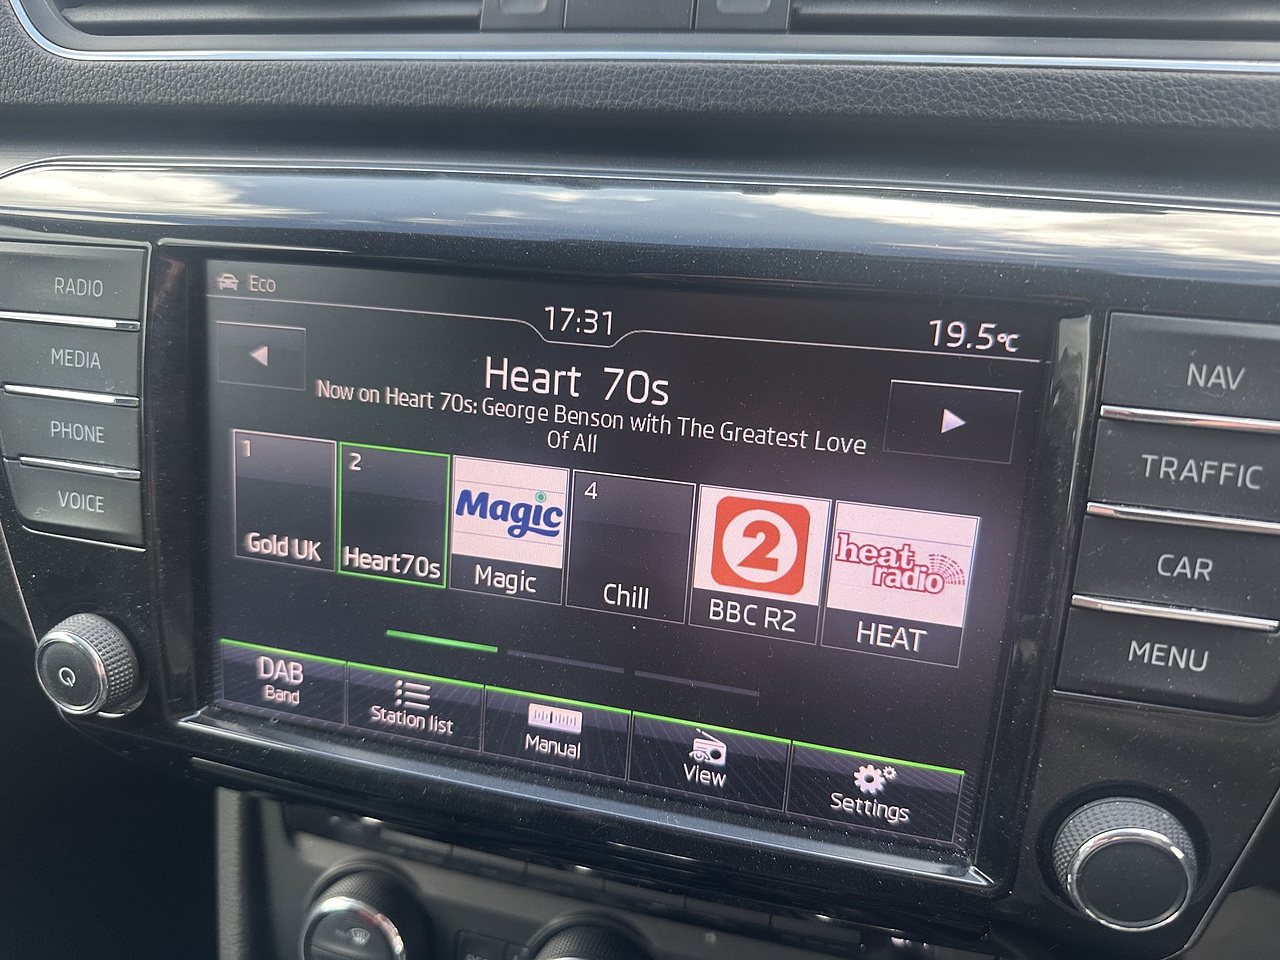 Eco
17:31
19.5°C
Heart 70s
Now on Heart 70s: George Benson with The Greatest Love
Of All
1
Gold UK
2
Heart70s
Magic
Magic
4
Chill
2
BBC R2
heat
radio
HEAT
DAB
Band
Station list
Manual
View
Settings
RADIO
MEDIA
PHONE
VOICE
NAV
TRAFFIC
CAR
MENU